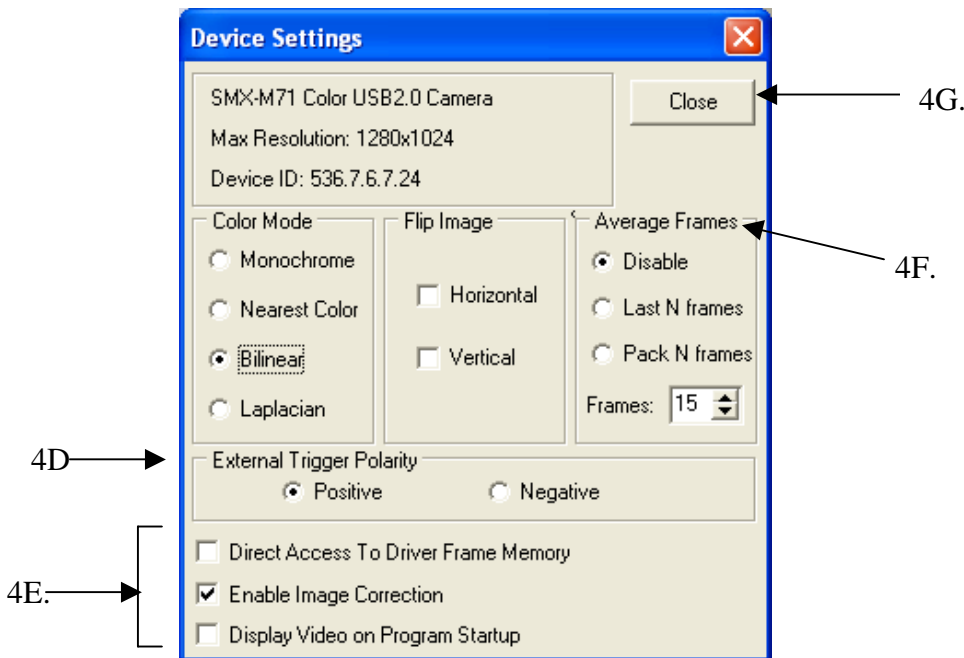 Device Settings
SMX-M71 Color USB2.0 Camera
Max Resolution: 1280x1024
Device ID: 536.7.6.7.24
Close
4G.
Color Mode
Monochrome
Nearest Color
Bilinear
Laplacian
Flip Image
Horizontal
Vertical
Average Frames
Disable
Last N frames
Pack N frames
Frames: 15
4F.
4D
External Trigger Polarity
Positive Negative
4E.
Direct Access To Driver Frame Memory
Enable Image Correction
Display Video on Program Startup